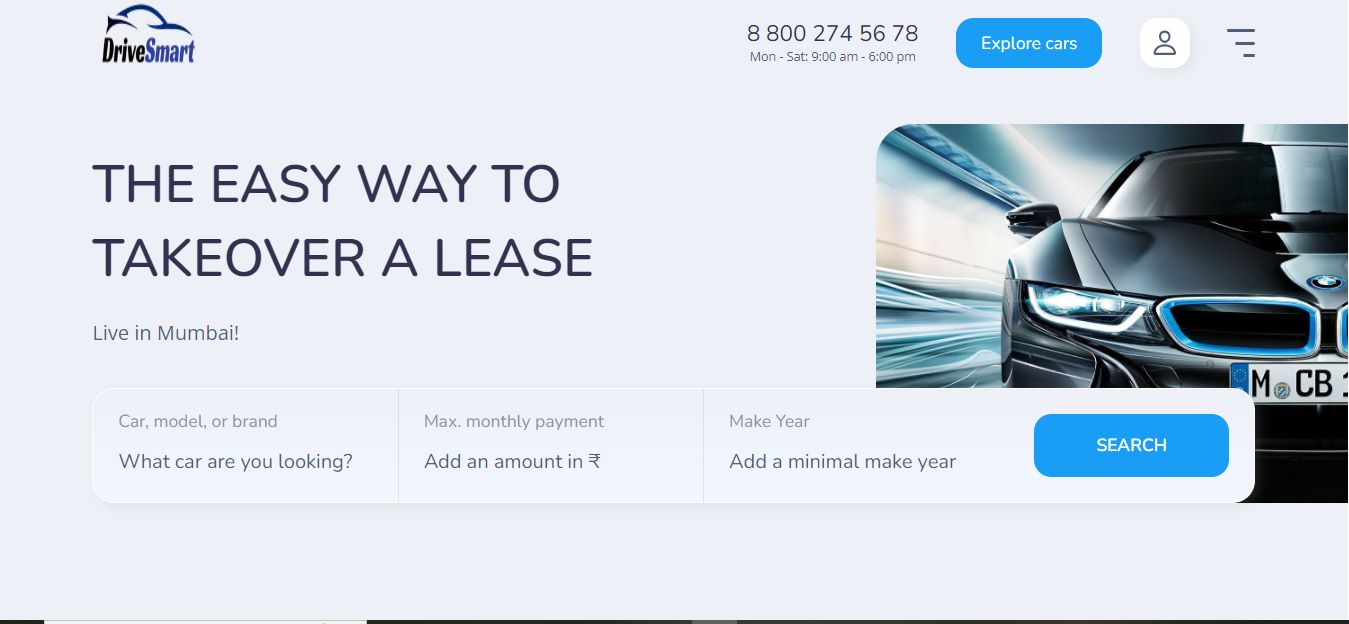 DriveSmart
8 800 274 56 78
Mon - Sat: 9:00 am - 6:00 pm
Explore cars
THE EASY WAY TO
TAKEOVER A LEASE
Live in Mumbai!
Car, model, or brand
What car are you looking?
Max. monthly payment
Add an amount in ₹
Make Year
Add a minimal make year
SEARCH
M CB 1